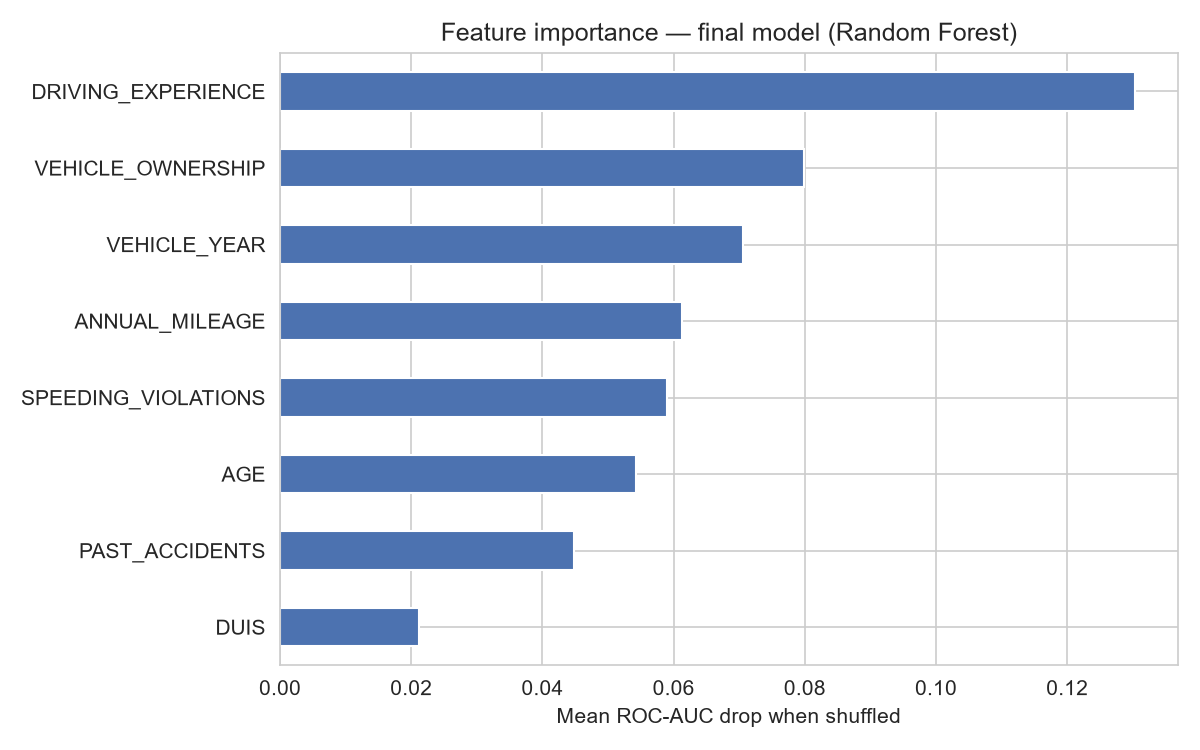 Feature importance — final model (Random Forest)
DRIVING_EXPERIENCE
VEHICLE_OWNERSHIP
VEHICLE_YEAR
ANNUAL_MILEAGE
SPEEDING_VIOLATIONS
AGE
PAST_ACCIDENTS
DUIS
0.00 0.02 0.04 0.06 0.08 0.10 0.12
Mean ROC-AUC drop when shuffled